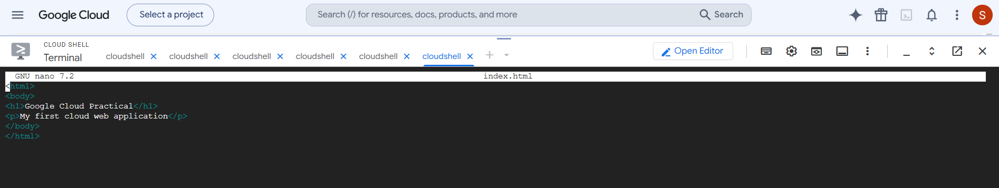 Google Cloud
Select a project
Search (/) for resources, docs, products, and more
Search
S
CLOUD SHELL
Terminal
cloudshell
cloudshell
cloudshell
cloudshell
cloudshell
cloudshell
Open Editor
GNU nano 7.2 index.html
<html>
<body>
<h1>Google Cloud Practical</h1>
<p>My first cloud web application</p>
</body>
</html>